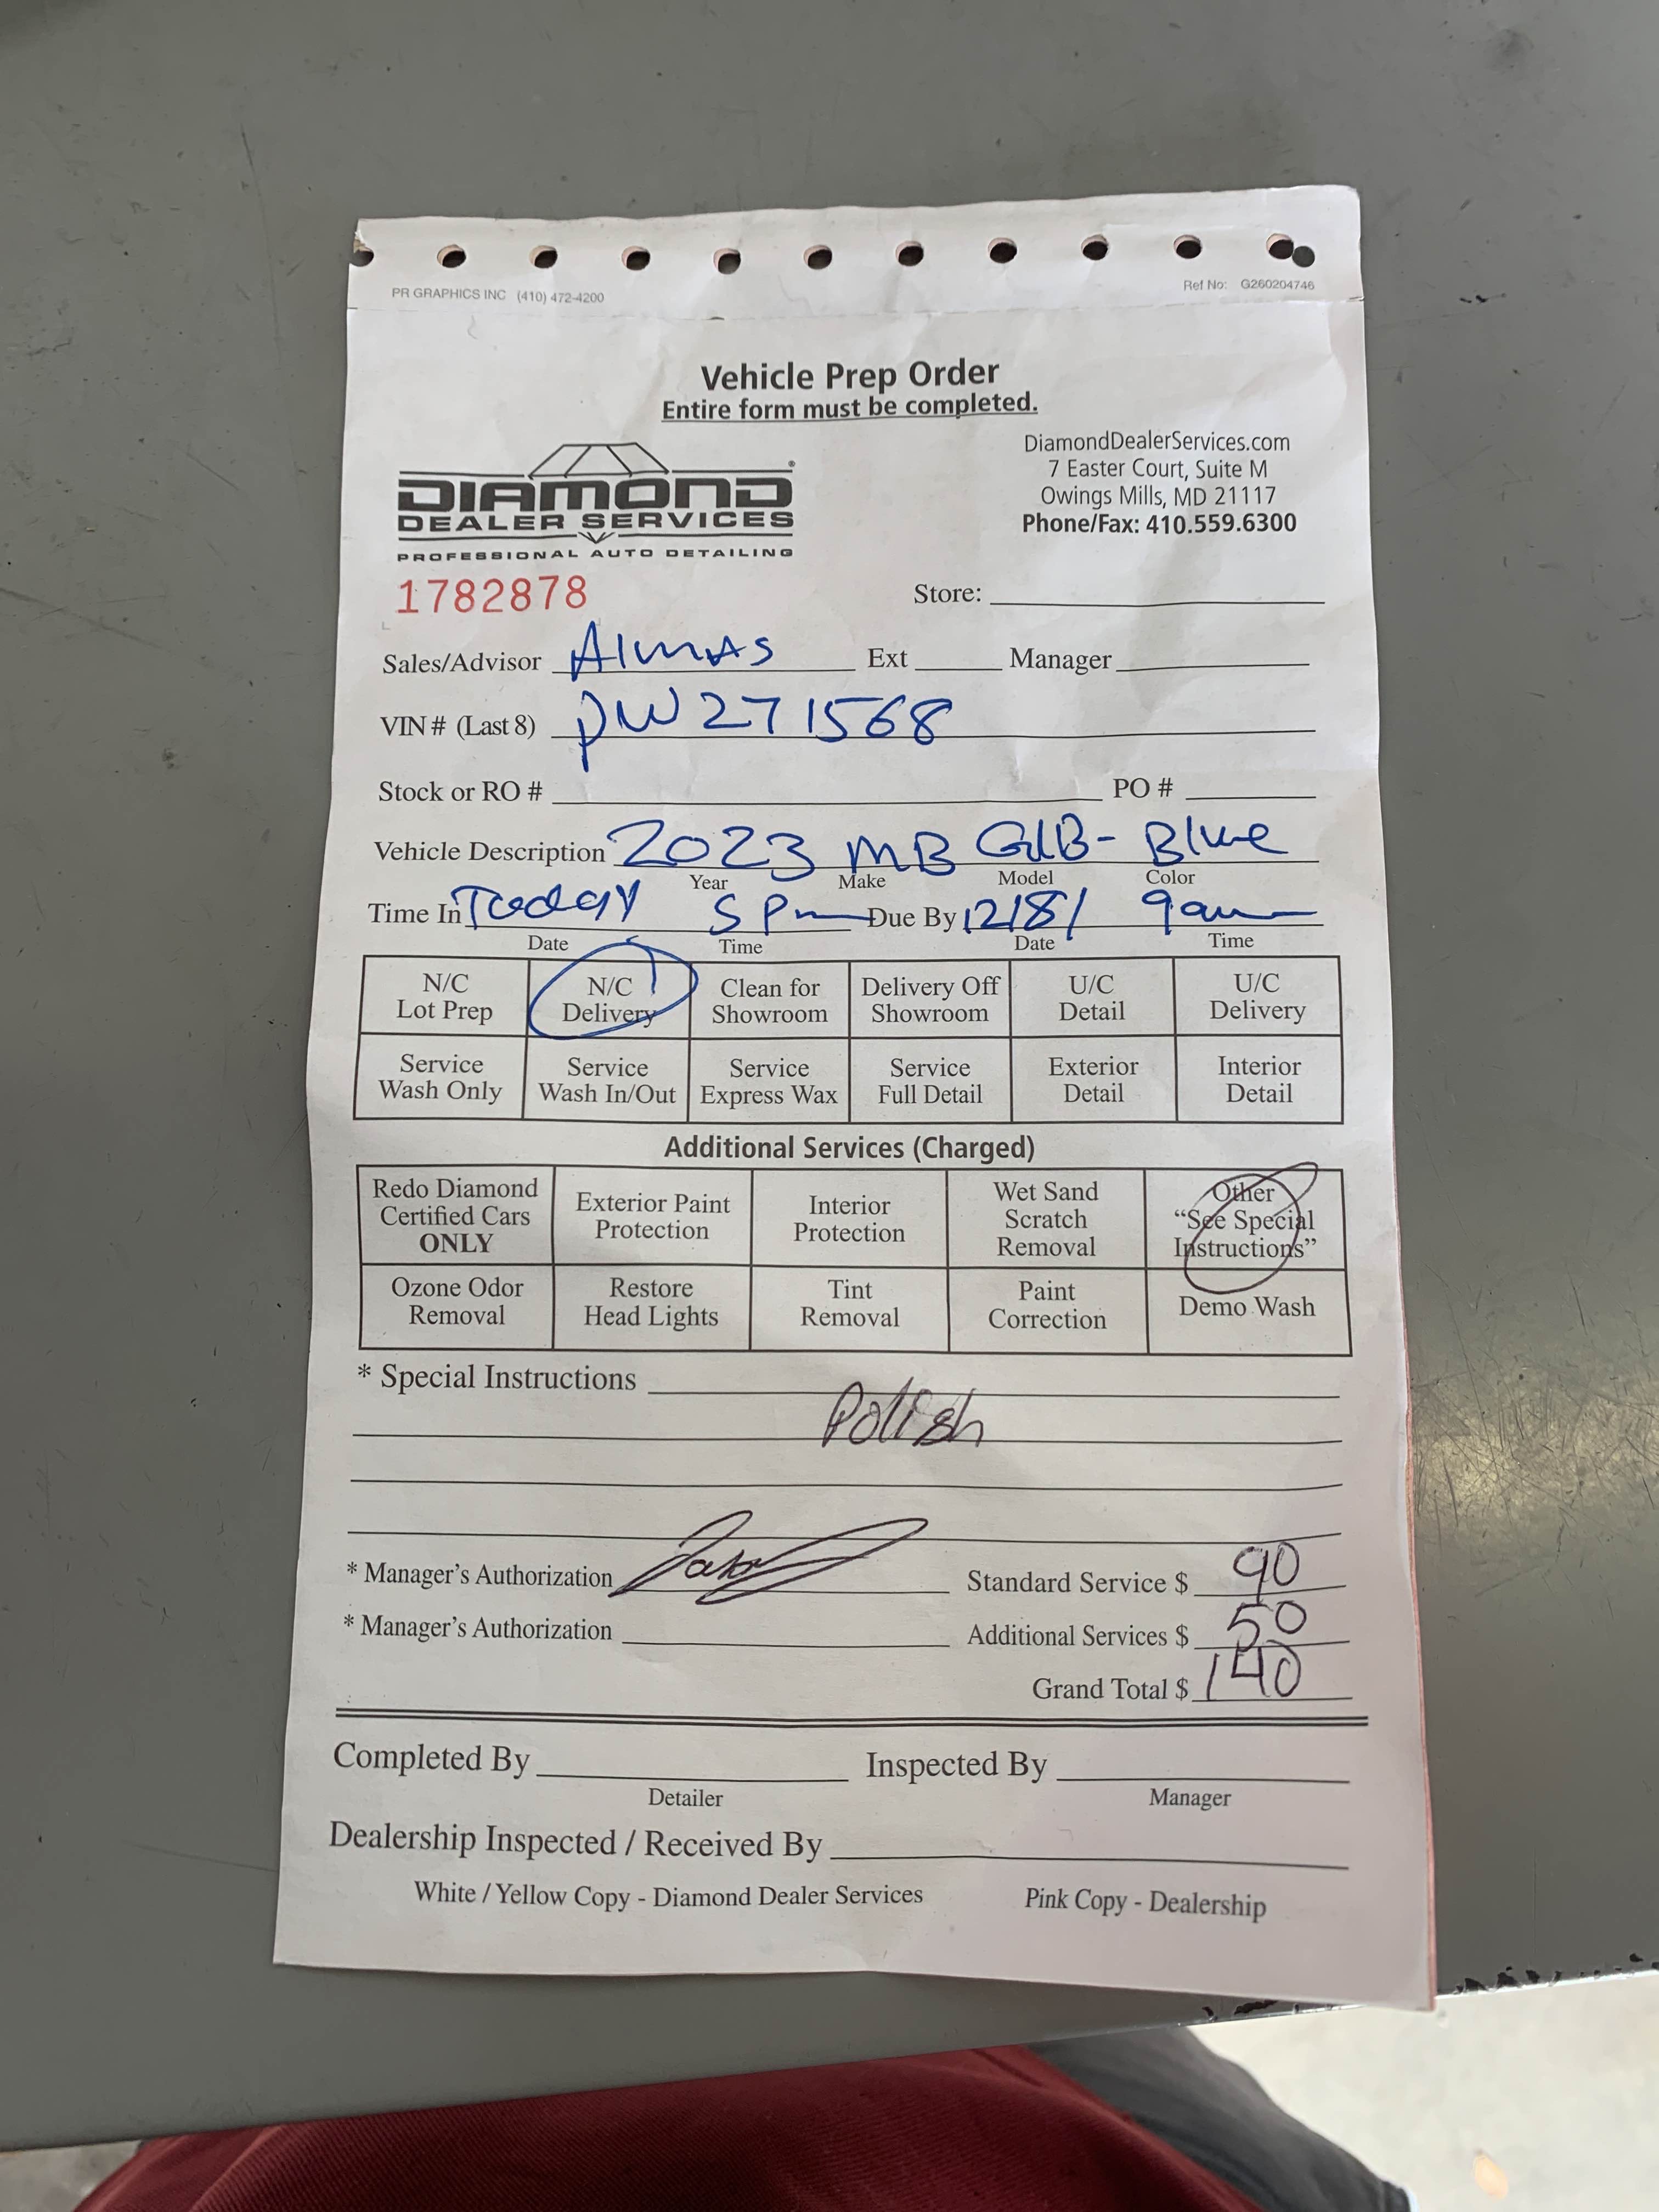 PR GRAPHICS INC (410) 472-4200 Ref No: G260204746
Vehicle Prep Order
Entire form must be completed.
DIAMOND
DEALER SERVICES
PROFESSIONAL AUTO DETAILING
DiamondDealerServices.com
7 Easter Court, Suite M
Owings Mills, MD 21117
Phone/Fax: 410.559.6300
1782878 Store:
Sales/Advisor Almas Ext Manager
VIN # (Last 8) PW271568
Stock or RO # PO #
Vehicle Description 2023 MB GLB - Blue
Year Make Model Color
Time In Today 5 pm Due By 12/8/ 9am
Date Time Date Time
N/C Lot Prep N/C Delivery Clean for Showroom Delivery Off Showroom U/C Detail U/C Delivery
Service Wash Only Service Wash In/Out Service Express Wax Service Full Detail Exterior Detail Interior Detail
Additional Services (Charged)
Redo Diamond Certified Cars ONLY Exterior Paint Protection Interior Protection Wet Sand Scratch Removal Other "See Special Instructions"
Ozone Odor Removal Restore Head Lights Tint Removal Paint Correction Demo Wash
* Special Instructions
Polish
* Manager's Authorization Standard Service $ 90
* Manager's Authorization Additional Services $ 50
Grand Total $ 140
Completed By Inspected By
Detailer Manager
Dealership Inspected / Received By
White / Yellow Copy - Diamond Dealer Services Pink Copy - Dealership